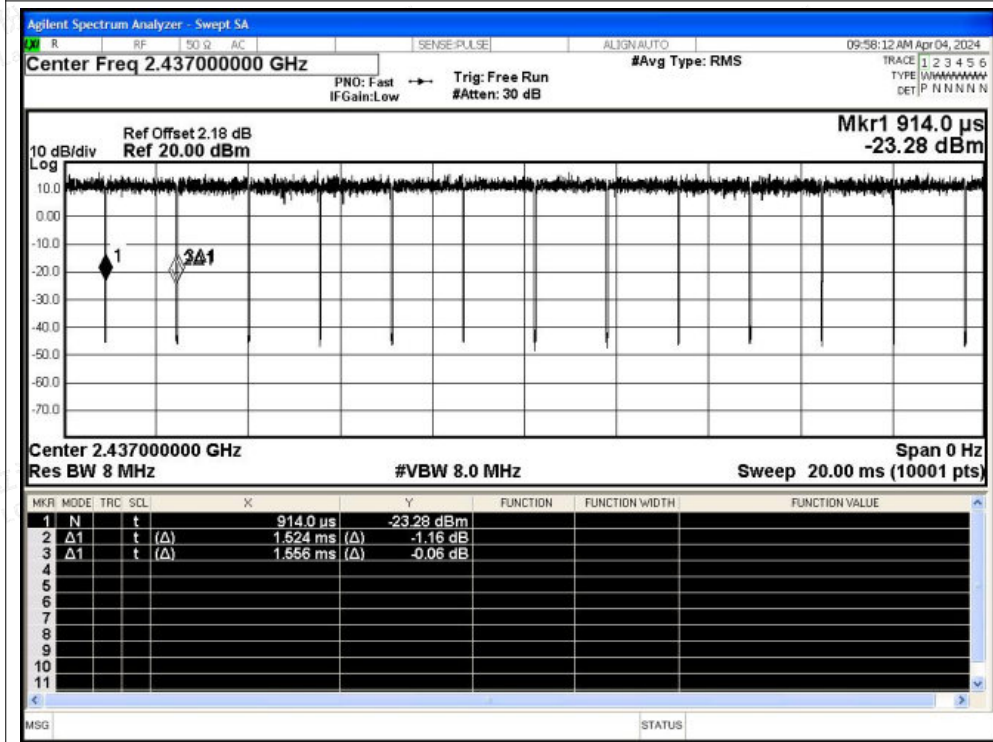 Agilent Spectrum Analyzer - Swept SA
LXI R RF 50 Ω AC SENSE:PULSE ALIGN AUTO 09:58:12 AM Apr 04, 2024
Center Freq 2.437000000 GHz #Avg Type: RMS TRACE 1 2 3 4 5 6
PNO: Fast Trig: Free Run TYPE WWWWWW
IFGain:Low #Atten: 30 dB DET P N N N N N
Mkr1 914.0 µs
Ref Offset 2.18 dB
10 dB/div Ref 20.00 dBm -23.28 dBm
Log
10.0
0.00
-10.0
1 3Δ1
-20.0
-30.0
-40.0
-50.0
-60.0
-70.0
Center 2.437000000 GHz Span 0 Hz
Res BW 8 MHz #VBW 8.0 MHz Sweep 20.00 ms (10001 pts)
MKR MODE TRC SCL X Y FUNCTION FUNCTION WIDTH FUNCTION VALUE
1 N t 914.0 µs -23.28 dBm
2 Δ1 t (Δ) 1.524 ms (Δ) -1.16 dB
3 Δ1 t (Δ) 1.556 ms (Δ) -0.06 dB
4
5
6
7
8
9
10
11
MSG STATUS